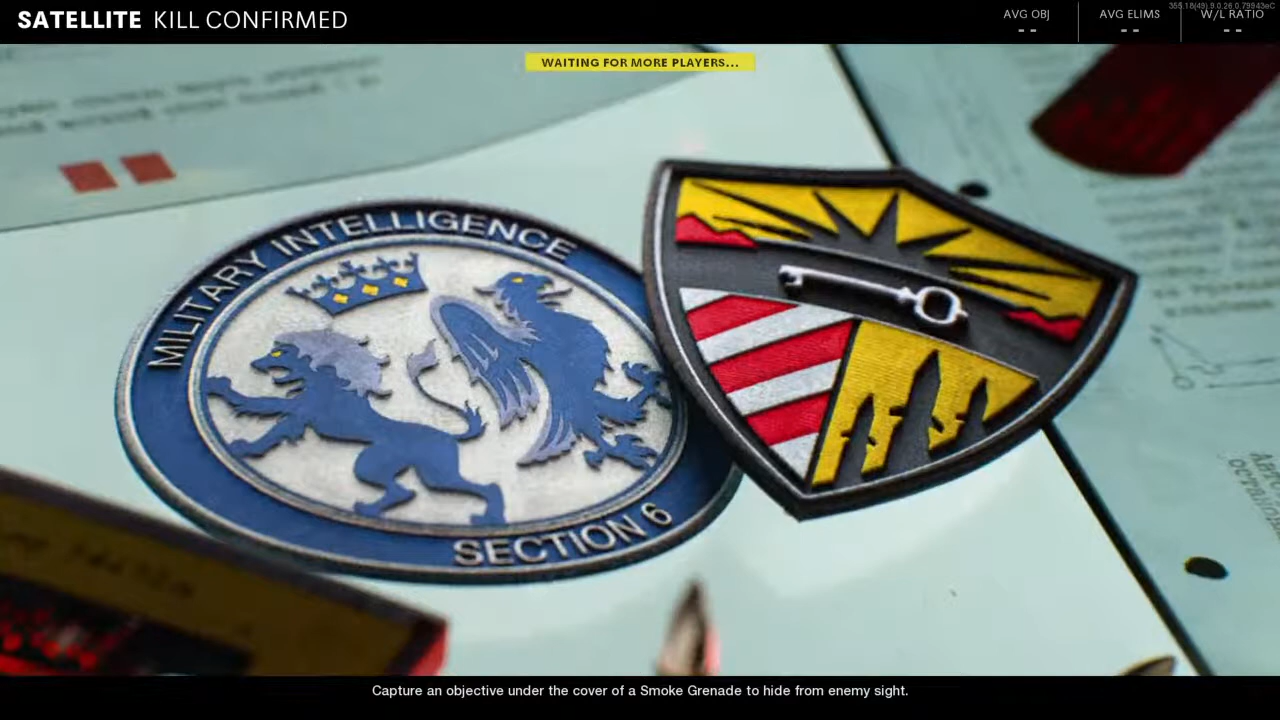 SATELLITE KILL CONFIRMED
AVG OBJ
AVG ELIMS
W/L RATIO
--
--
--
WAITING FOR MORE PLAYERS...
MILITARY INTELLIGENCE
SECTION 6
Capture an objective under the cover of a Smoke Grenade to hide from enemy sight.